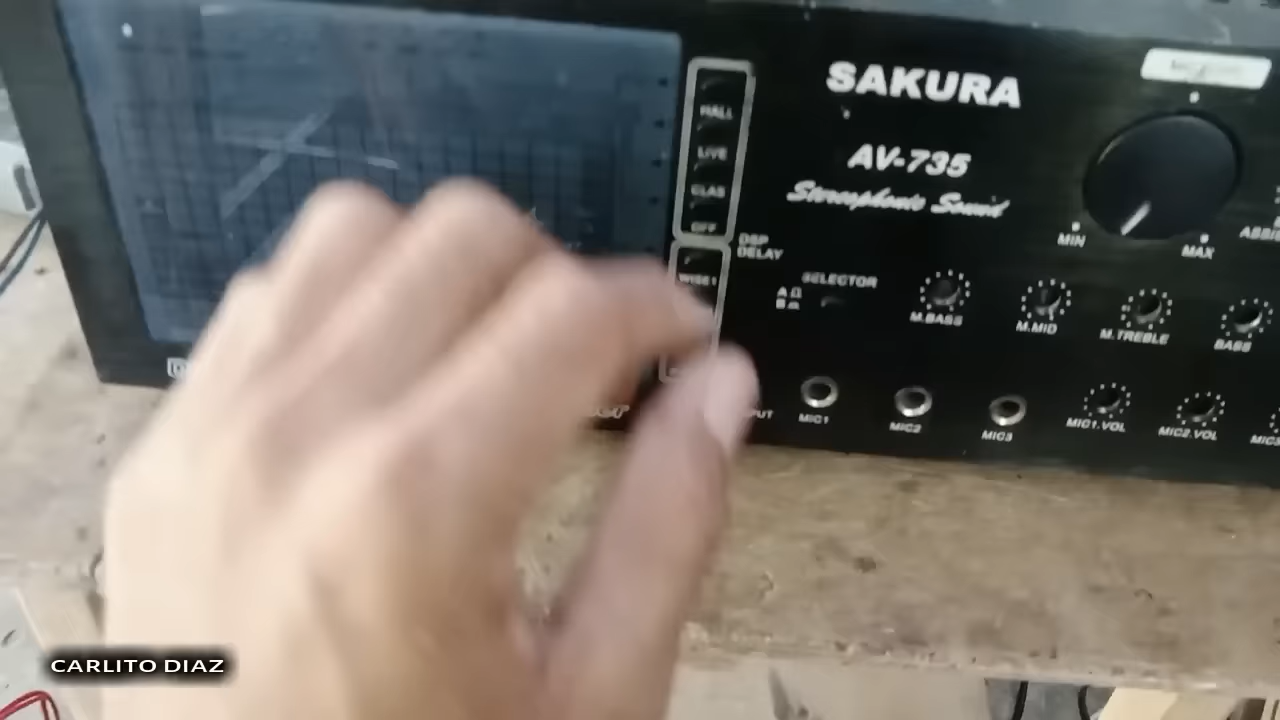 SAKURA
AV-735
Stereophonic Sound
HALL
LIVE
CLAS
OFF
DSP
DELAY
MIN
MAX
SELECTOR
M.BASS
M.MID
M.TREBLE
BASS
MIC1
MIC2
MIC3
MIC1.VOL
MIC2.VOL
CARLITO DIAZ